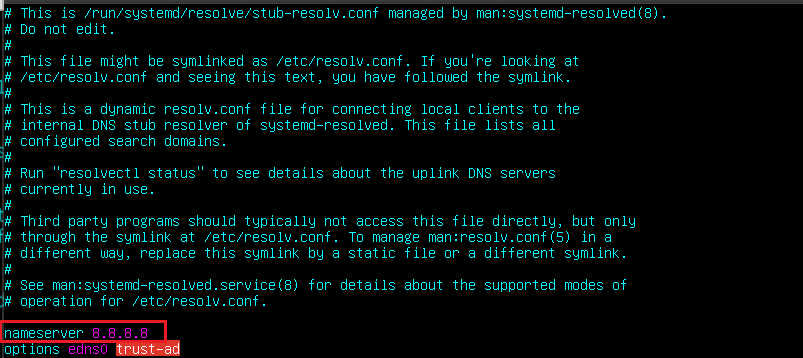 # This is /run/systemd/resolve/stub-resolv.conf managed by man:systemd-resolved(8).
# Do not edit.
#
# This file might be symlinked as /etc/resolv.conf. If you're looking at
# /etc/resolv.conf and seeing this text, you have followed the symlink.
#
# This is a dynamic resolv.conf file for connecting local clients to the
# internal DNS stub resolver of systemd-resolved. This file lists all
# configured search domains.
#
# Run "resolvectl status" to see details about the uplink DNS servers
# currently in use.
#
# Third party programs should typically not access this file directly, but only
# through the symlink at /etc/resolv.conf. To manage man:resolv.conf(5) in a
# different way, replace this symlink by a static file or a different symlink.
#
# See man:systemd-resolved.service(8) for details about the supported modes of
# operation for /etc/resolv.conf.
nameserver 8.8.8.8
options edns0 trust-ad